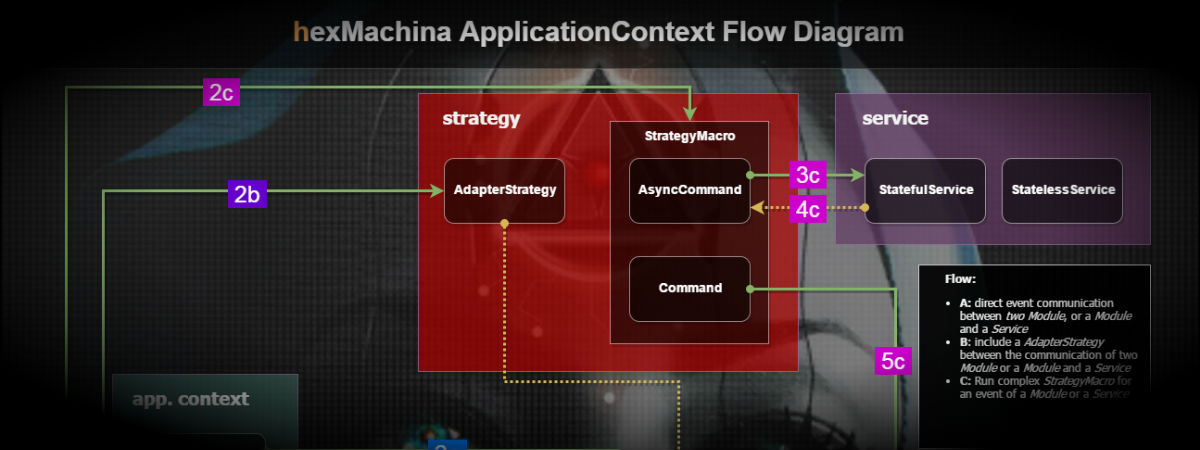 hexMachina ApplicationContext Flow Diagram
2c
strategy
service
StrategyMacro
AdapterStrategy
AsyncCommand
3c
StatefulService
StatelessService
2b
4c
Command
Flow:
• A: direct event communication
between two Module, or a Module
and a Service
• B: include a AdapterStrategy
between the communication of two
Module or a Module and a Service
• C: Run complex StrategyMacro for
an event of a Module or a Service
5c
app. context